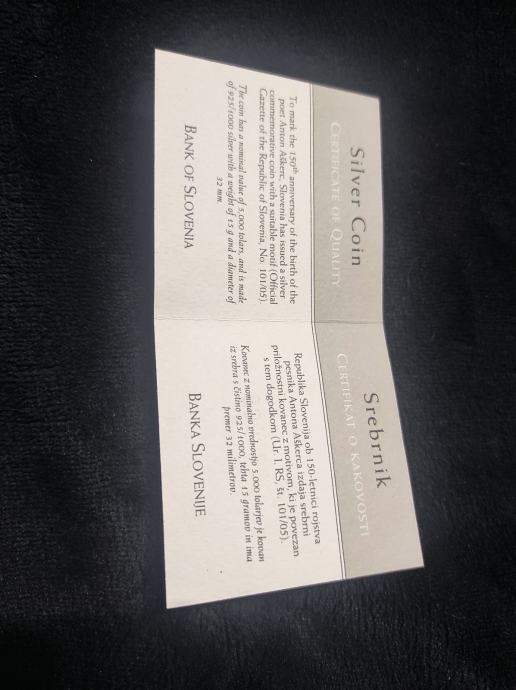 Silver Coin
CERTIFICATE OF QUALITY
To mark the 150th anniversary of the birth of the
poet Anton Aškerc, Slovenia has issued a silver
commemorative coin with a suitable motif (Official
Gazette of the Republic of Slovenia, No. 101/05).
The coin has a nominal value of 5.000 tolars, and is made
of 925/1000 silver with a weight of 15 g and a diameter of
32 mm.
BANK OF SLOVENIA
Srebrnik
CERTIFIKAT O KAKOVOSTI
Republika Slovenija ob 150-letnici rojstva
pesnika Antona Aškerca izdaja srebrni
priložnostni kovanec z motivom, ki je povezan
s tem dogodkom (Ur. l. RS, št. 101/05).
Kovanec z nominalno vrednostjo 5.000 tolarjev je kovan
iz srebra s čistino 925/1000, tehta 15 gramov in ima
premer 32 milimetrov.
BANKA SLOVENIJE